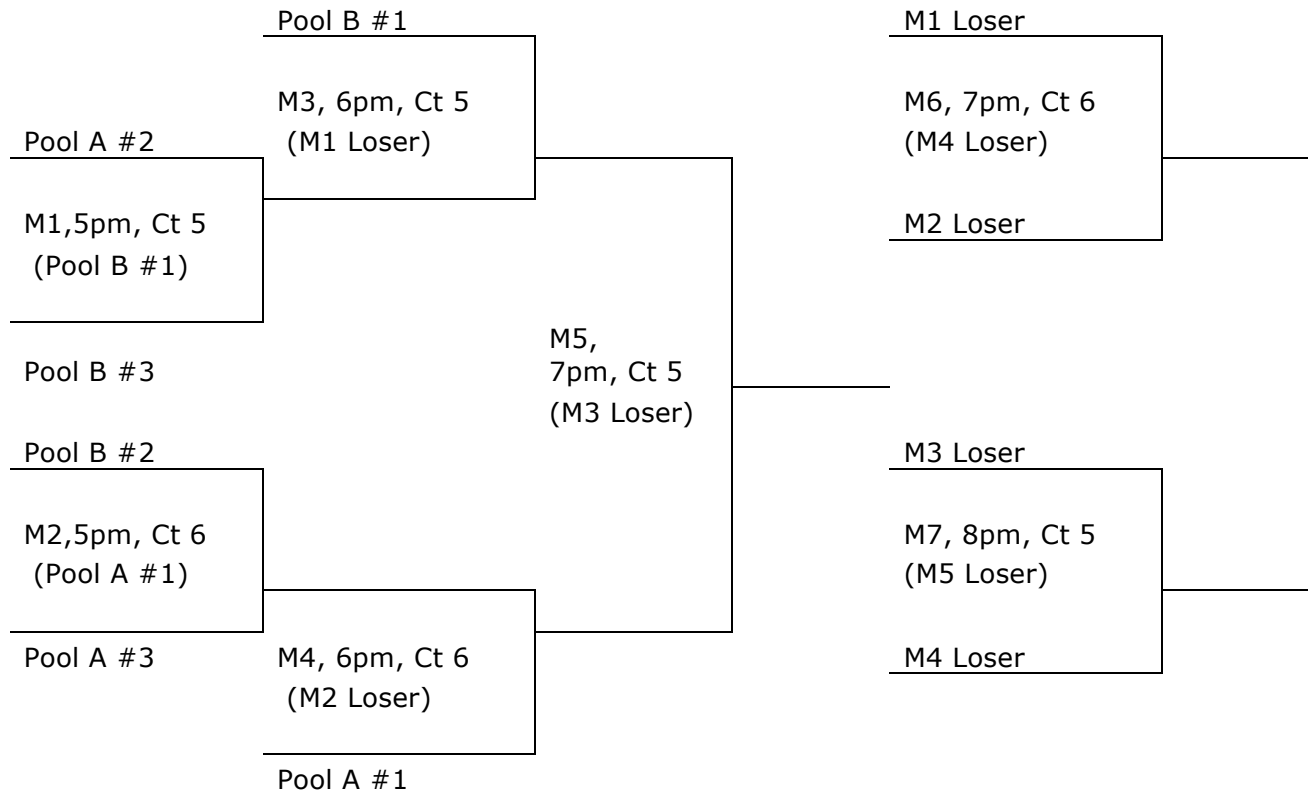 Pool B #1
M3, 6pm, Ct 5
(M1 Loser)
Pool A #2
M1,5pm, Ct 5
(Pool B #1)
Pool B #3
Pool B #2
M2,5pm, Ct 6
(Pool A #1)
Pool A #3
M4, 6pm, Ct 6
(M2 Loser)
Pool A #1
M5,
7pm, Ct 5
(M3 Loser)
M1 Loser
M6, 7pm, Ct 6
(M4 Loser)
M2 Loser
M3 Loser
M7, 8pm, Ct 5
(M5 Loser)
M4 Loser